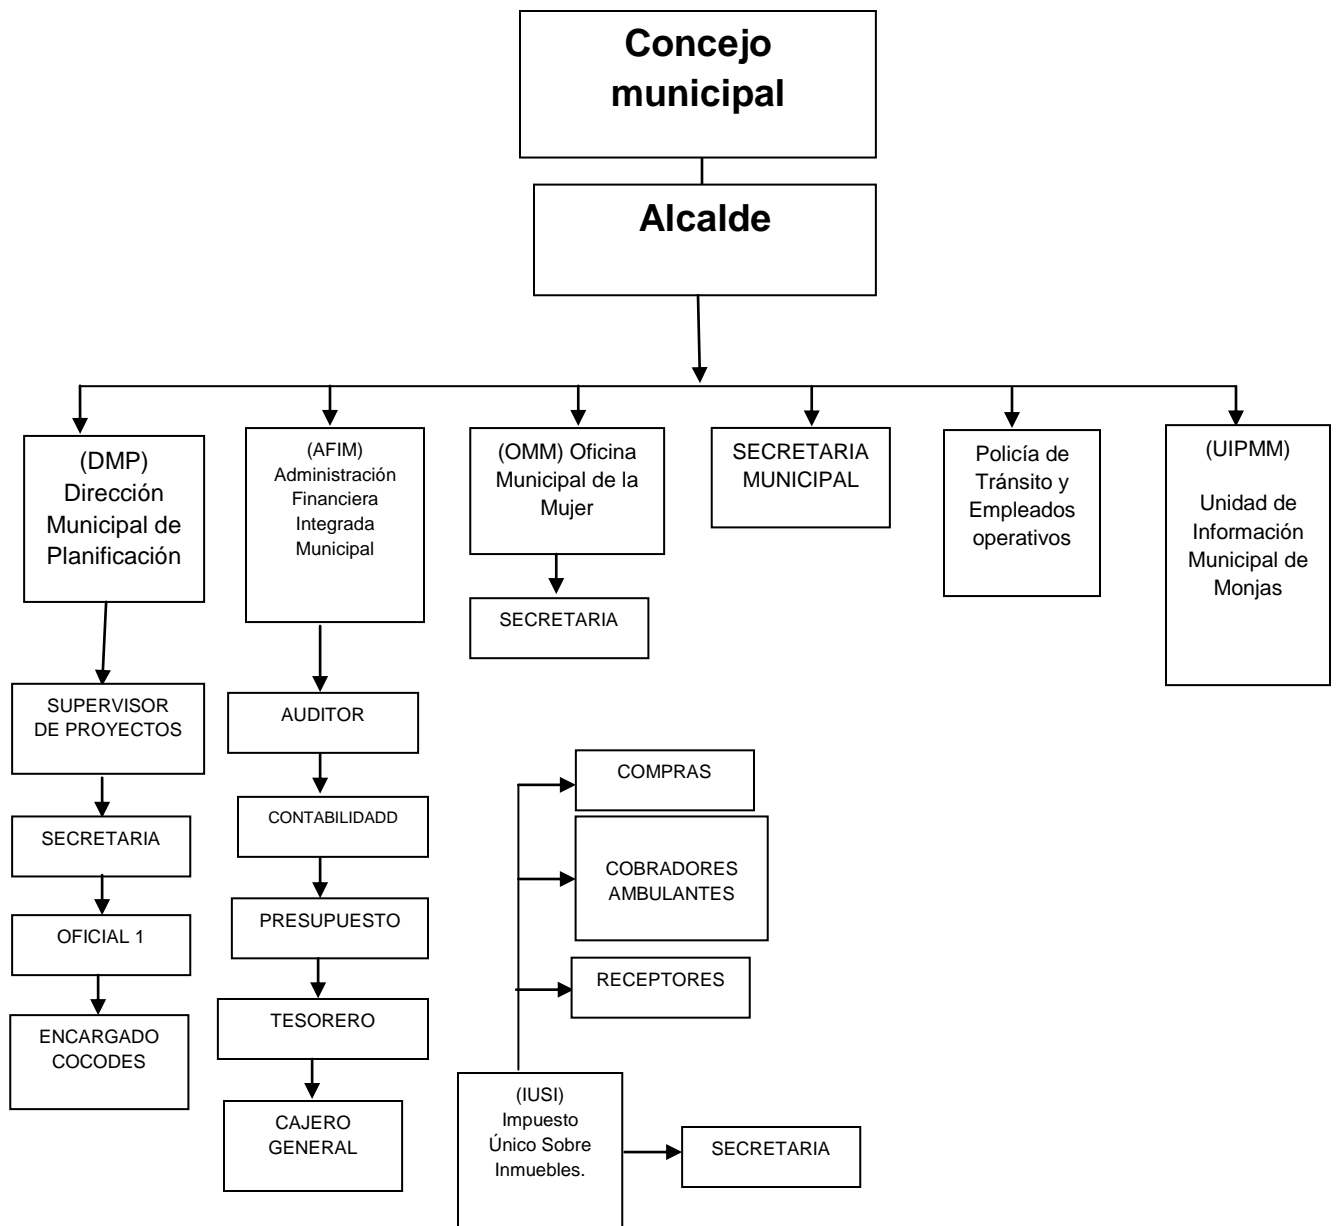 Concejo
municipal
Alcalde
(DMP)
Dirección
Municipal de
Planificación
(AFIM)
Administración
Financiera
Integrada
Municipal
(OMM) Oficina
Municipal de la
Mujer
SECRETARIA
MUNICIPAL
Policía de
Tránsito y
Empleados
operativos
(UIPMM)
Unidad de
Información
Municipal de
Monjas
SECRETARIA
SUPERVISOR
DE PROYECTOS
AUDITOR
COMPRAS
SECRETARIA
CONTABILIDADD
COBRADORES
AMBULANTES
OFICIAL 1
PRESUPUESTO
RECEPTORES
ENCARGADO
COCODES
TESORERO
CAJERO
GENERAL
(IUSI)
Impuesto
Único Sobre
Inmuebles.
SECRETARIA